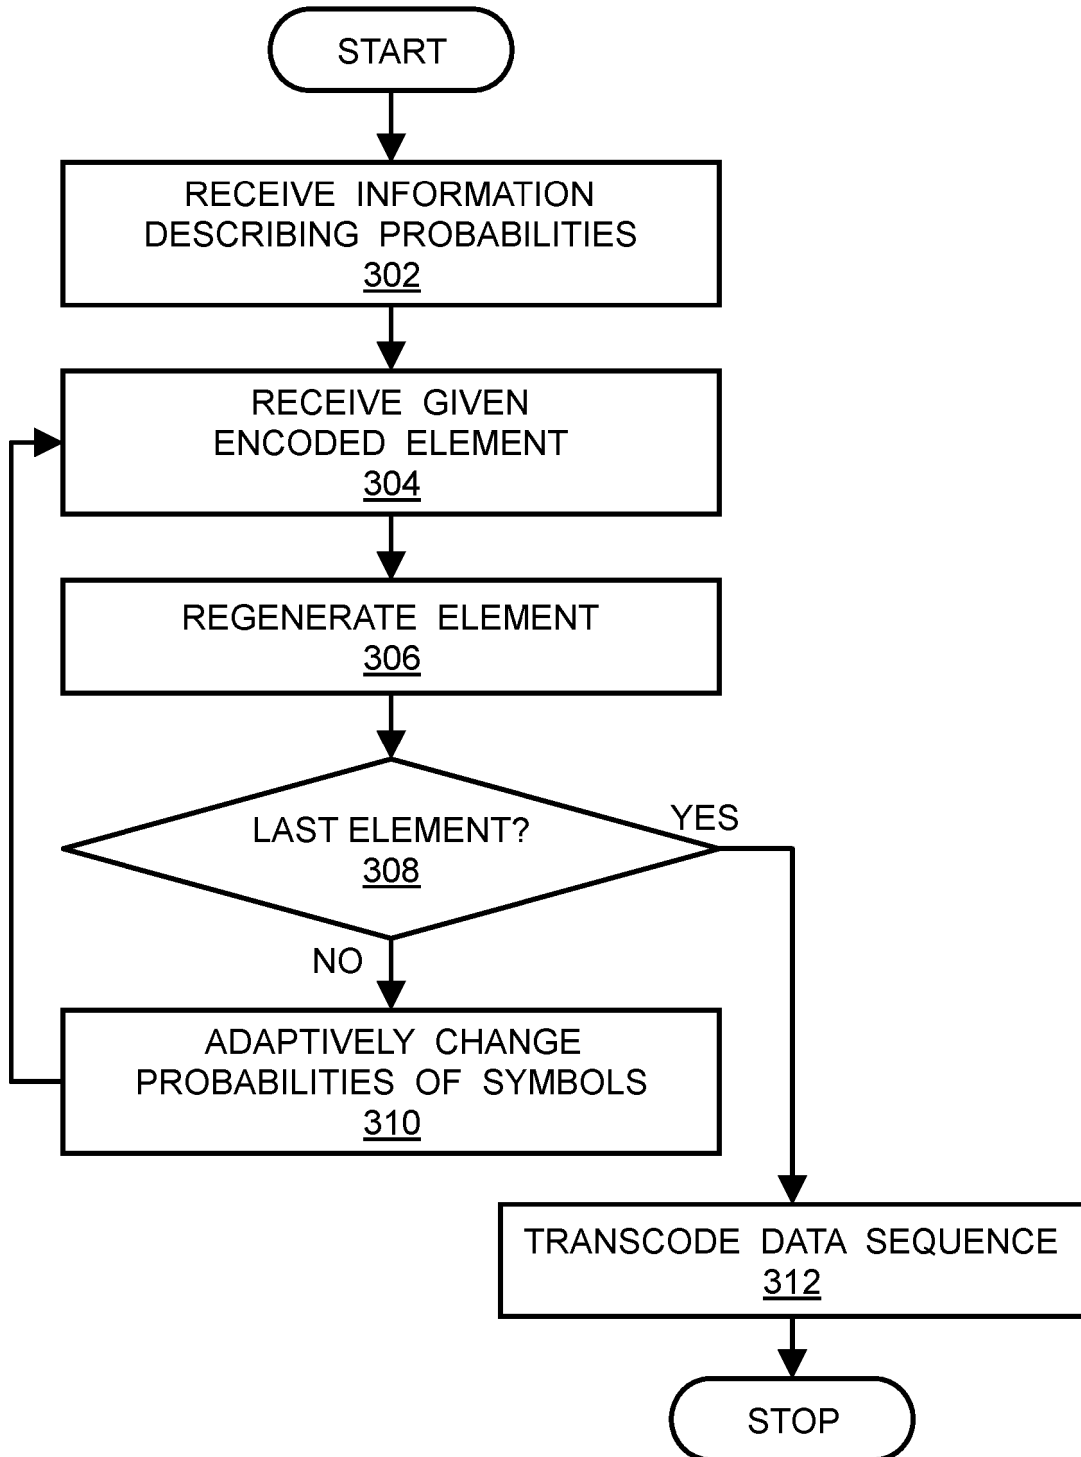 START
RECEIVE INFORMATION
DESCRIBING PROBABILITIES
302
RECEIVE GIVEN
ENCODED ELEMENT
304
REGENERATE ELEMENT
306
LAST ELEMENT?
308
YES
NO
ADAPTIVELY CHANGE
PROBABILITIES OF SYMBOLS
310
TRANSCODE DATA SEQUENCE
312
STOP